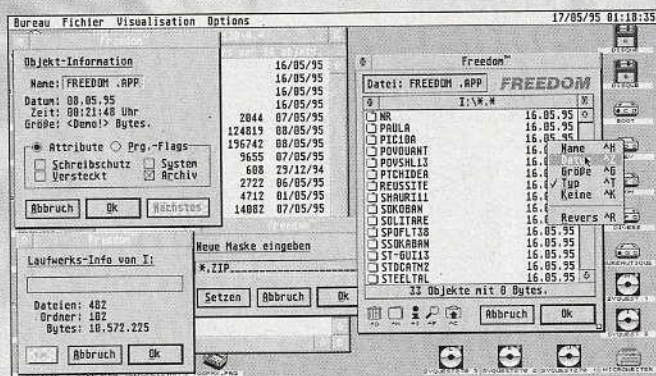 Bureau Fichier Visualisation Options
17/05/95 01:18:35
Objekt-Information
Name: FREEDOM .APP
Datum: 08.05.95
Zeit: 00:21:48 Uhr
Größe: <Demo!> Bytes.
Attribute Prg.-Flags
Schreibschutz System
Versteckt Archiv
Abbruch Ok Nächstes
16/05/95
16/05/95
16/05/95
16/05/95
2044 07/05/95
124819 08/05/95
196742 08/05/95
9655 07/05/95
608 29/12/94
2722 06/05/95
4712 01/05/95
14082 07/05/95
Laufwerks-Info von I:
Dateien: 482
Ordner: 102
Bytes: 10.572.225
Abbruch Ok
Neue Maske eingeben
*.ZIP
Setzen Abbruch Ok
Freedom™
Datei: FREEDOM .APP FREEDOM
I:\*.*
NR 16.05.95
PAULA 16.05.95
PIC10A 16.05.95
POVQUANT 16.05.95
POVSHL13 16.05.95
PTCHIDEA 16.05.95
REUSSITE 16.05.95
SHAURI11 16.05.95
SOKOBAN 16.05.95
SOLITARE 16.05.95
SPOFLT38 16.05.95
SSOKABAN 16.05.95
ST-GUI13 16.05.95
STDCATM2 16.05.95
STEELTAL 16.05.95
33 Objekte mit 0 Bytes.
Abbruch Ok
Name ^H
Datum ^Z
Größe ^G
Typ ^T
Keine ^K
Revers ^R
BOOT
DIVERS